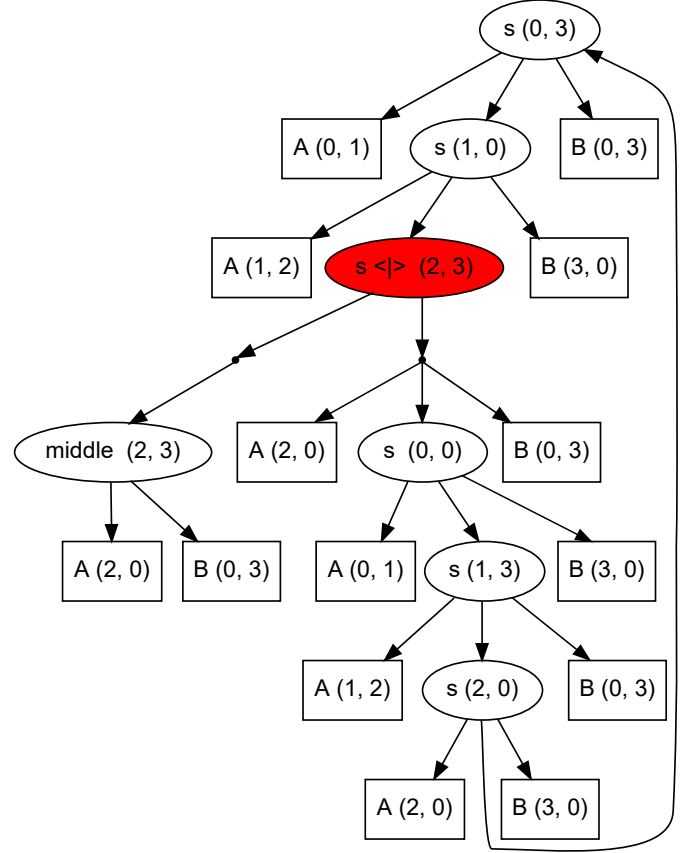 s (0, 3)
A (0, 1)
s (1, 0)
B (0, 3)
A (1, 2)
s <|> (2, 3)
B (3, 0)
middle (2, 3)
A (2, 0)
s (0, 0)
B (0, 3)
A (2, 0)
B (0, 3)
A (0, 1)
s (1, 3)
B (3, 0)
A (1, 2)
s (2, 0)
B (0, 3)
A (2, 0)
B (3, 0)